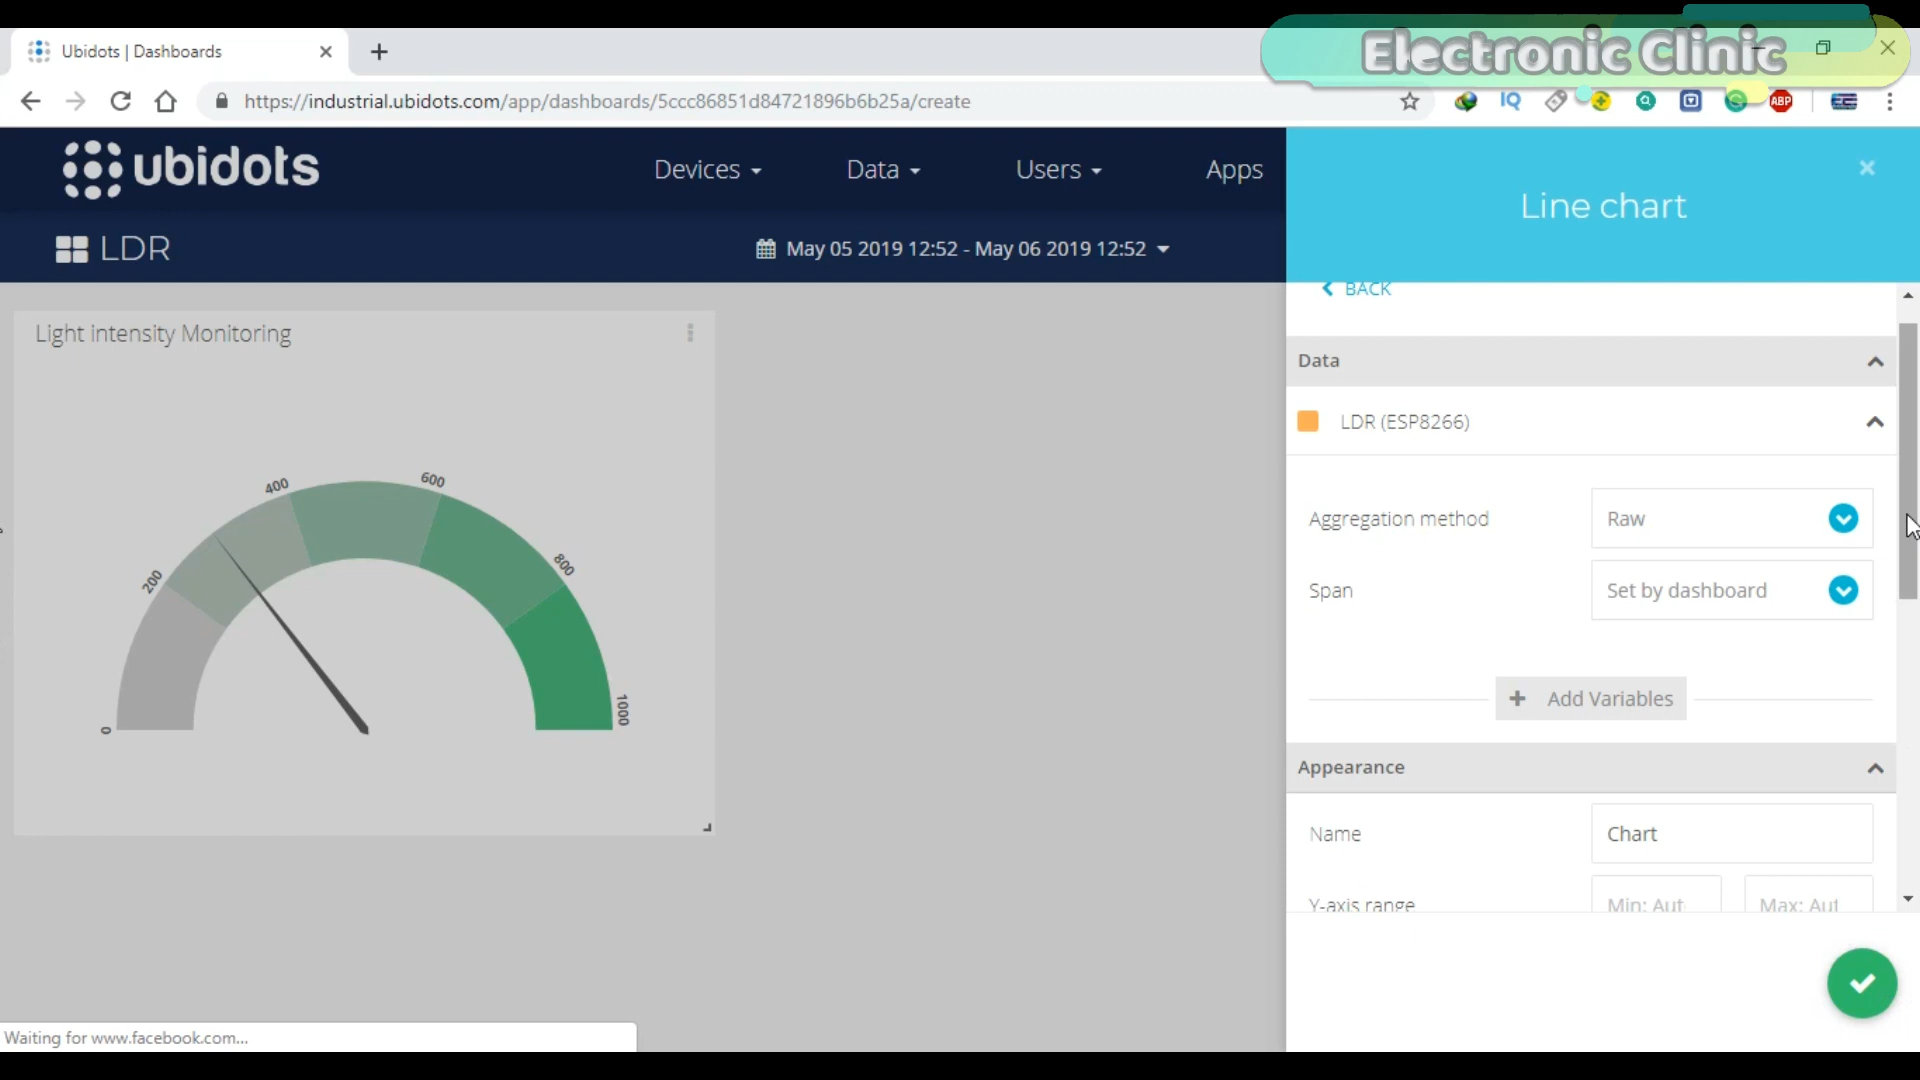 Ubidots | Dashboards
Electronic Clinic
https://industrial.ubidots.com/app/dashboards/5ccc86851d84721896b6b25a/create
IQ
ABP
ubidots
Devices
Data
Users
Apps
Line chart
LDR
May 05 2019 12:52 - May 06 2019 12:52
BACK
Light intensity Monitoring
Data
LDR (ESP8266)
Aggregation method
Raw
Span
Set by dashboard
0
200
400
600
800
1000
Add Variables
Appearance
Name
Chart
Y-axis range
Min: Aut
Max: Aut
Waiting for www.facebook.com...